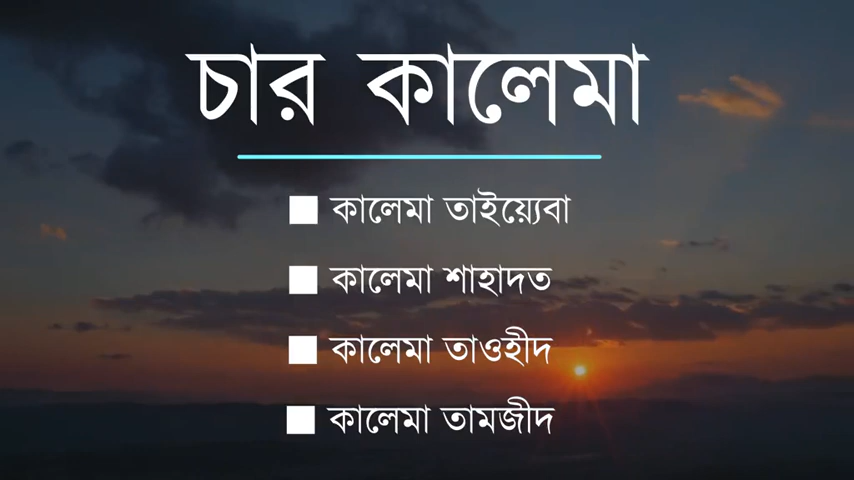 চার কালেমা
কালেমা তাইয়্যেবা
কালেমা শাহাদত
কালেমা তাওহীদ
কালেমা তামজীদ